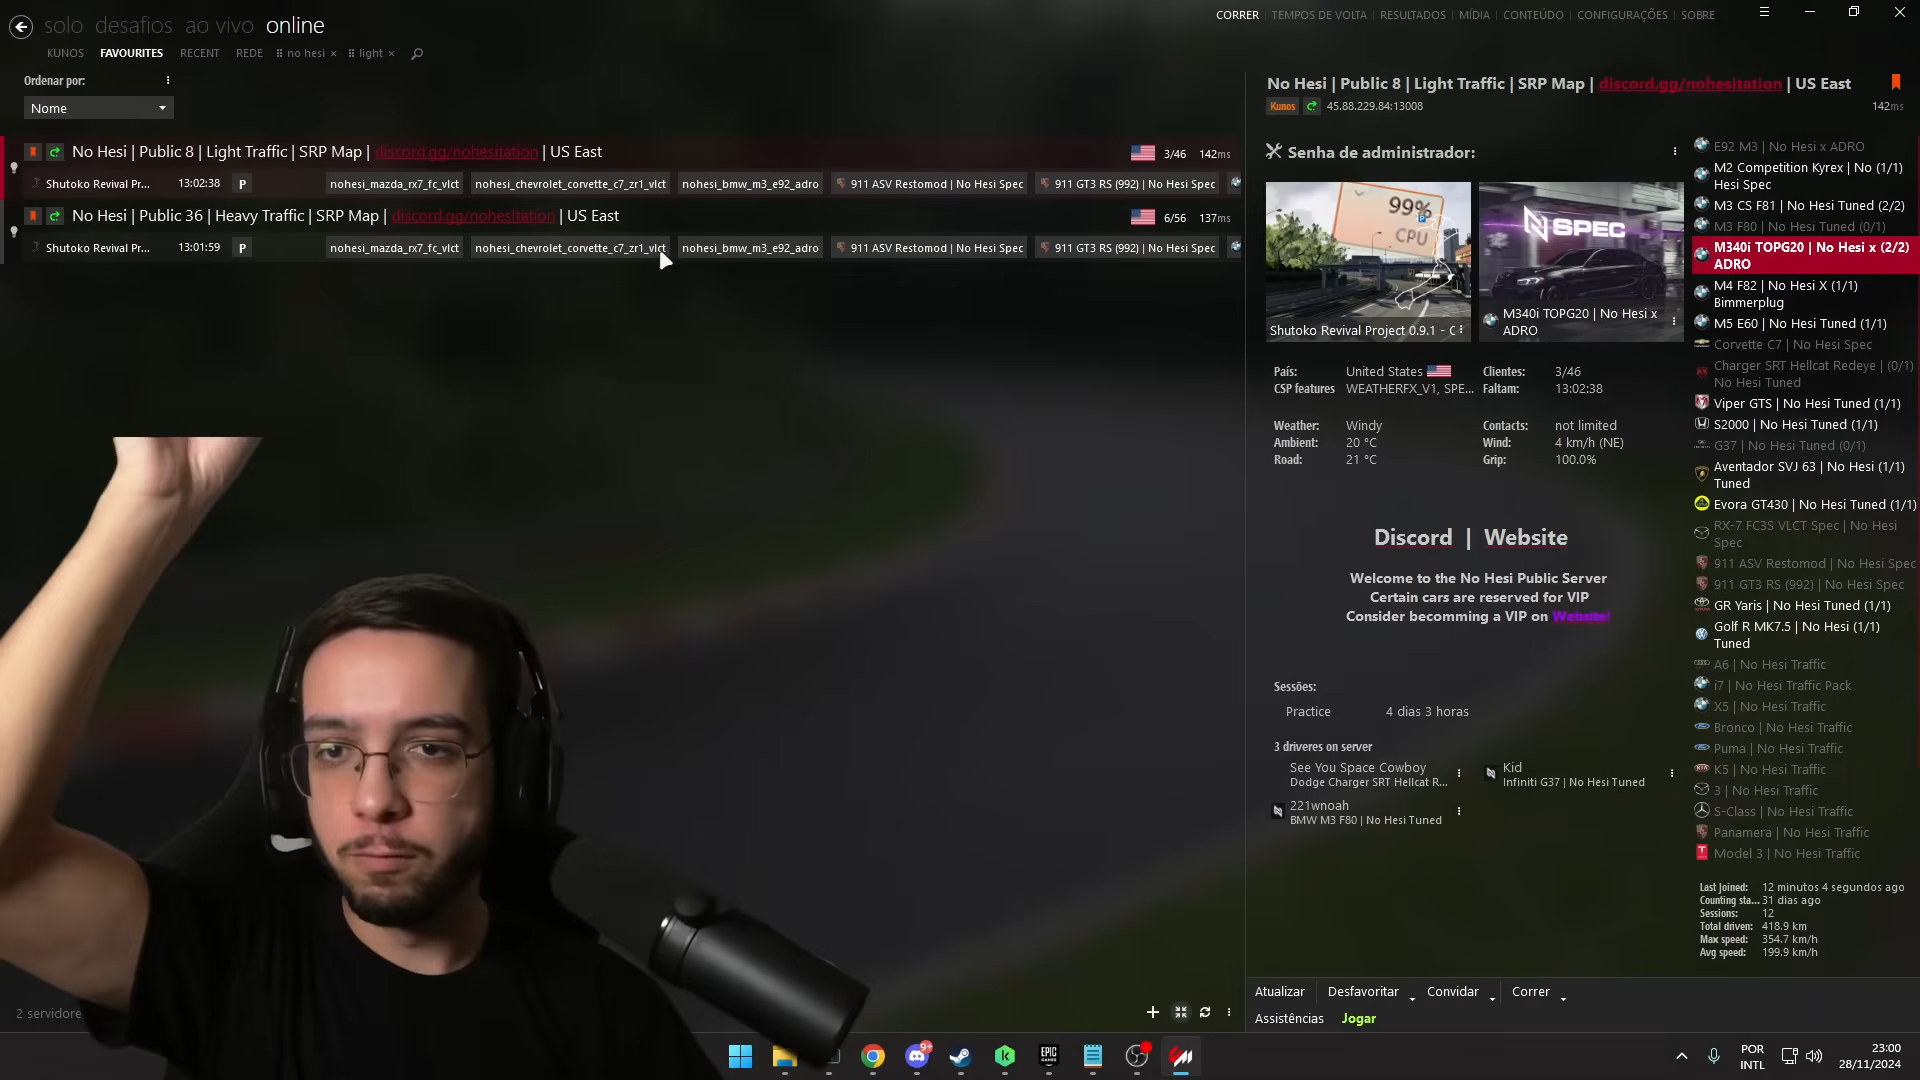 solo desafios ao vivo online
CORRER | TEMPOS DE VOLTA | RESULTADOS | MÍDIA | CONTEÚDO | CONFIGURAÇÕES | SOBRE
KUNOS FAVOURITES RECENT REDE no hesi × light ×
Ordenar por:
Nome
No Hesi | Public 8 | Light Traffic | SRP Map | discord.gg/nohesitation | US East
3/46 142ms
Shutoko Revival Pr... 13:02:38 P nohesi_mazda_rx7_fc_vlct nohesi_chevrolet_corvette_c7_zr1_vlct nohesi_bmw_m3_e92_adro 911 ASV Restomod | No Hesi Spec 911 GT3 RS (992) | No Hesi Spec
No Hesi | Public 36 | Heavy Traffic | SRP Map | discord.gg/nohesitation | US East
6/56 137ms
Shutoko Revival Pr... 13:01:59 P nohesi_mazda_rx7_fc_vlct nohesi_chevrolet_corvette_c7_zr1_vlct nohesi_bmw_m3_e92_adro 911 ASV Restomod | No Hesi Spec 911 GT3 RS (992) | No Hesi Spec
2 servidore
No Hesi | Public 8 | Light Traffic | SRP Map | discord.gg/nohesitation | US East
Kunos 45.88.229.84:13008
142ms
Senha de administrador:
99%
CPU
P
Shutoko Revival Project 0.9.1 - C
SPEC
M340i TOPG20 | No Hesi x
ADRO
País: United States
Clientes: 3/46
CSP features WEATHERFX_V1, SPE...
Faltam: 13:02:38
Weather: Windy
Contacts: not limited
Ambient: 20 °C
Wind: 4 km/h (NE)
Road: 21 °C
Grip: 100.0%
Discord | Website
Welcome to the No Hesi Public Server
Certain cars are reserved for VIP
Consider becomming a VIP on Website!
Sessões:
Practice 4 dias 3 horas
3 driveres on server
See You Space Cowboy
Dodge Charger SRT Hellcat R...
Kid
Infiniti G37 | No Hesi Tuned
221wnoah
BMW M3 F80 | No Hesi Tuned
E92 M3 | No Hesi x ADRO
M2 Competition Kyrex | No (1/1)
Hesi Spec
M3 CS F81 | No Hesi Tuned (2/2)
M3 F80 | No Hesi Tuned (0/1)
M340i TOPG20 | No Hesi x (2/2)
ADRO
M4 F82 | No Hesi X (1/1)
Bimmerplug
M5 E60 | No Hesi Tuned (1/1)
Corvette C7 | No Hesi Spec
Charger SRT Hellcat Redeye | (0/1)
No Hesi Tuned
Viper GTS | No Hesi Tuned (1/1)
S2000 | No Hesi Tuned (1/1)
G37 | No Hesi Tuned (0/1)
Aventador SVJ 63 | No Hesi (1/1)
Tuned
Evora GT430 | No Hesi Tuned (1/1)
RX-7 FC3S VLCT Spec | No Hesi
Spec
911 ASV Restomod | No Hesi Spec
911 GT3 RS (992) | No Hesi Spec
GR Yaris | No Hesi Tuned (1/1)
Golf R MK7.5 | No Hesi (1/1)
Tuned
A6 | No Hesi Traffic
i7 | No Hesi Traffic Pack
X5 | No Hesi Traffic
Bronco | No Hesi Traffic
Puma | No Hesi Traffic
K5 | No Hesi Traffic
3 | No Hesi Traffic
S-Class | No Hesi Traffic
Panamera | No Hesi Traffic
Model 3 | No Hesi Traffic
Last Joined: 12 minutos 4 segundos ago
Counting sta... 31 dias ago
Sessions: 12
Total driven: 418.9 km
Max speed: 354.7 km/h
Avg speed: 199.9 km/h
Atualizar Desfavoritar Convidar Correr
Assistências Jogar
9+
EPIC
GAMES
POR
INTL
23:00
28/11/2024